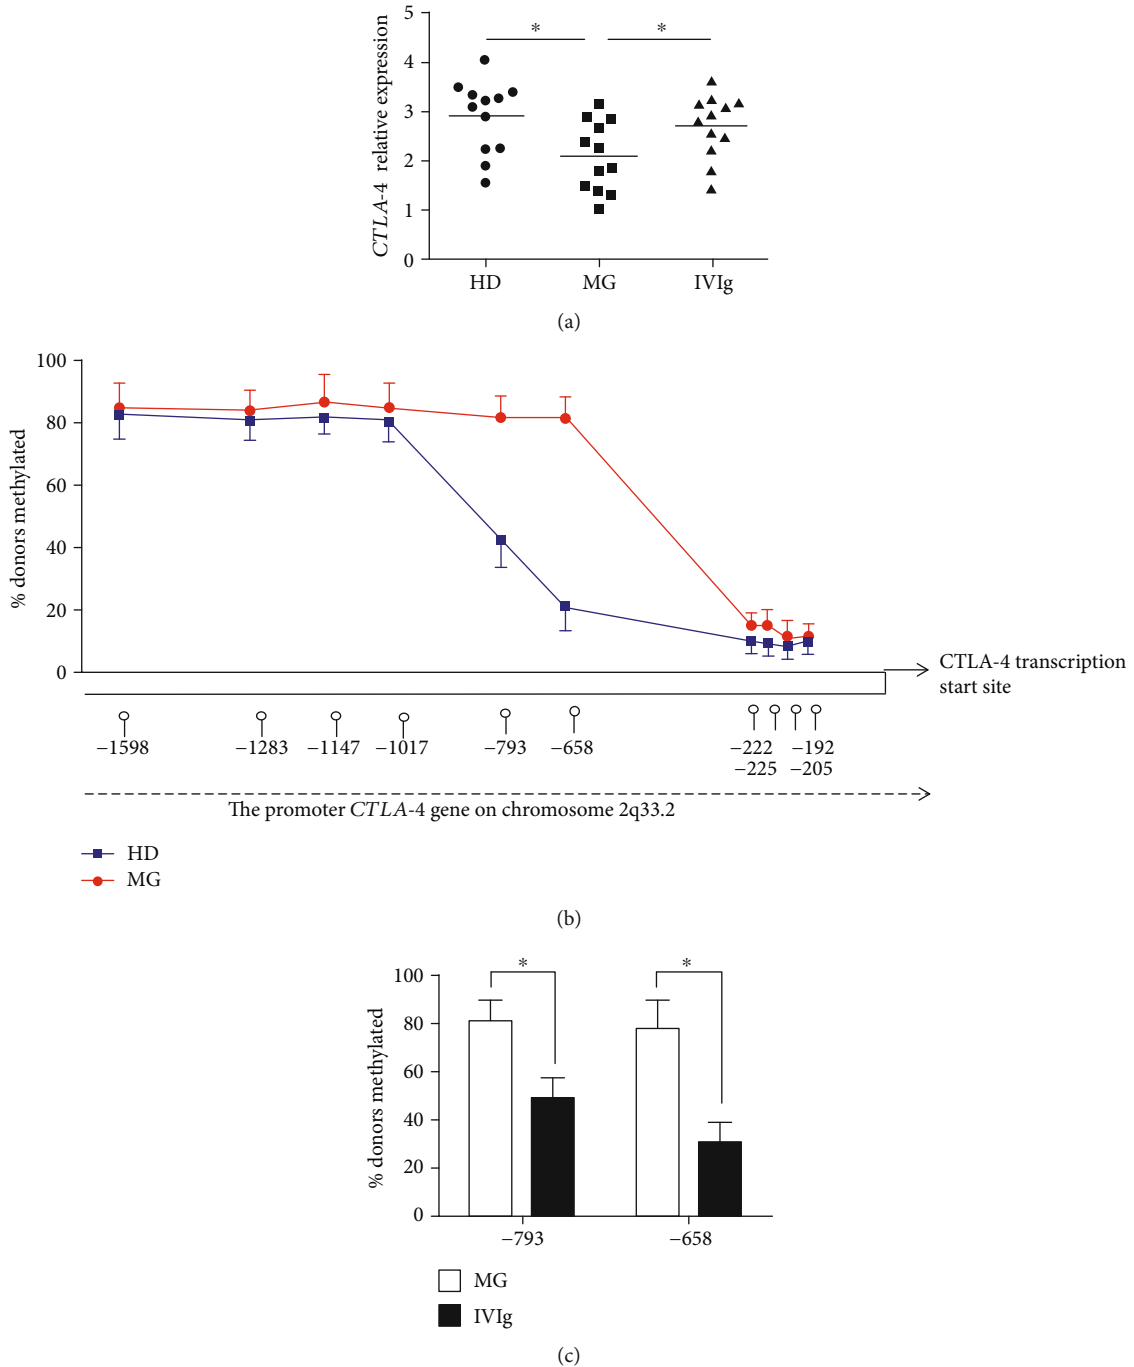 5
4
3
2
1
0
CTLA-4 relative expression
*
*
HD
MG
IVIg
(a)
100
80
60
40
20
0
% donors methylated
CTLA-4 transcription
start site
−1598
−1283
−1147
−1017
−793
−658
−222
−192
−225
−205
The promoter CTLA-4 gene on chromosome 2q33.2
HD
MG
(b)
100
80
60
40
20
0
% donors methylated
*
*
−793
−658
MG
IVIg
(c)